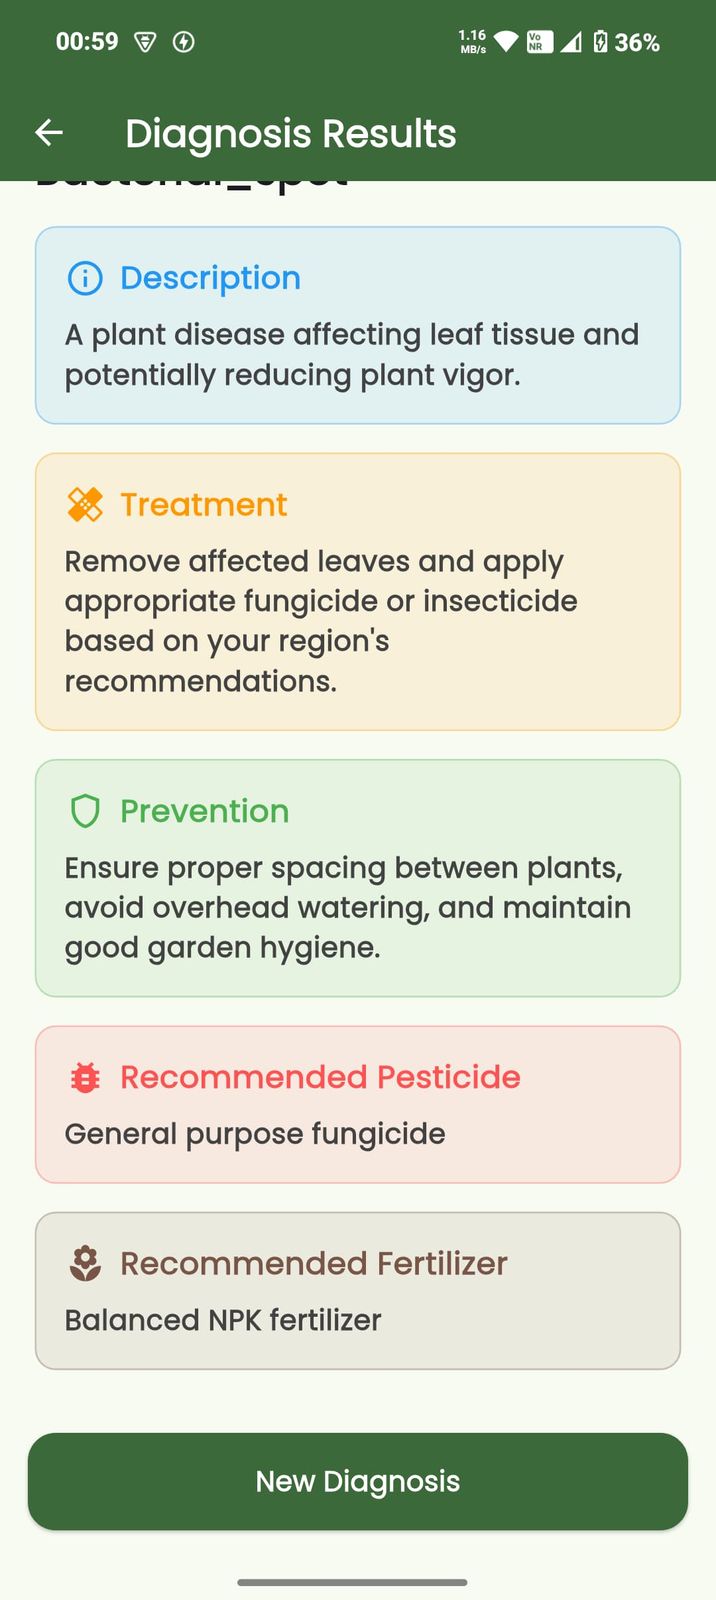 00:59
1.16
MB/s
Vo
NR
36%
Diagnosis Results
Bacterial_spot
Description
A plant disease affecting leaf tissue and
potentially reducing plant vigor.
Treatment
Remove affected leaves and apply
appropriate fungicide or insecticide
based on your region's
recommendations.
Prevention
Ensure proper spacing between plants,
avoid overhead watering, and maintain
good garden hygiene.
Recommended Pesticide
General purpose fungicide
Recommended Fertilizer
Balanced NPK fertilizer
New Diagnosis